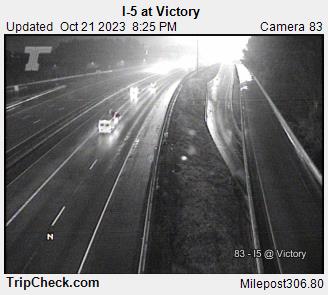 I-5 at Victory
Updated Oct 21 2023 8:25 PM Camera 83
T
N
83 - I5 @ Victory
TripCheck.com Milepost306.80